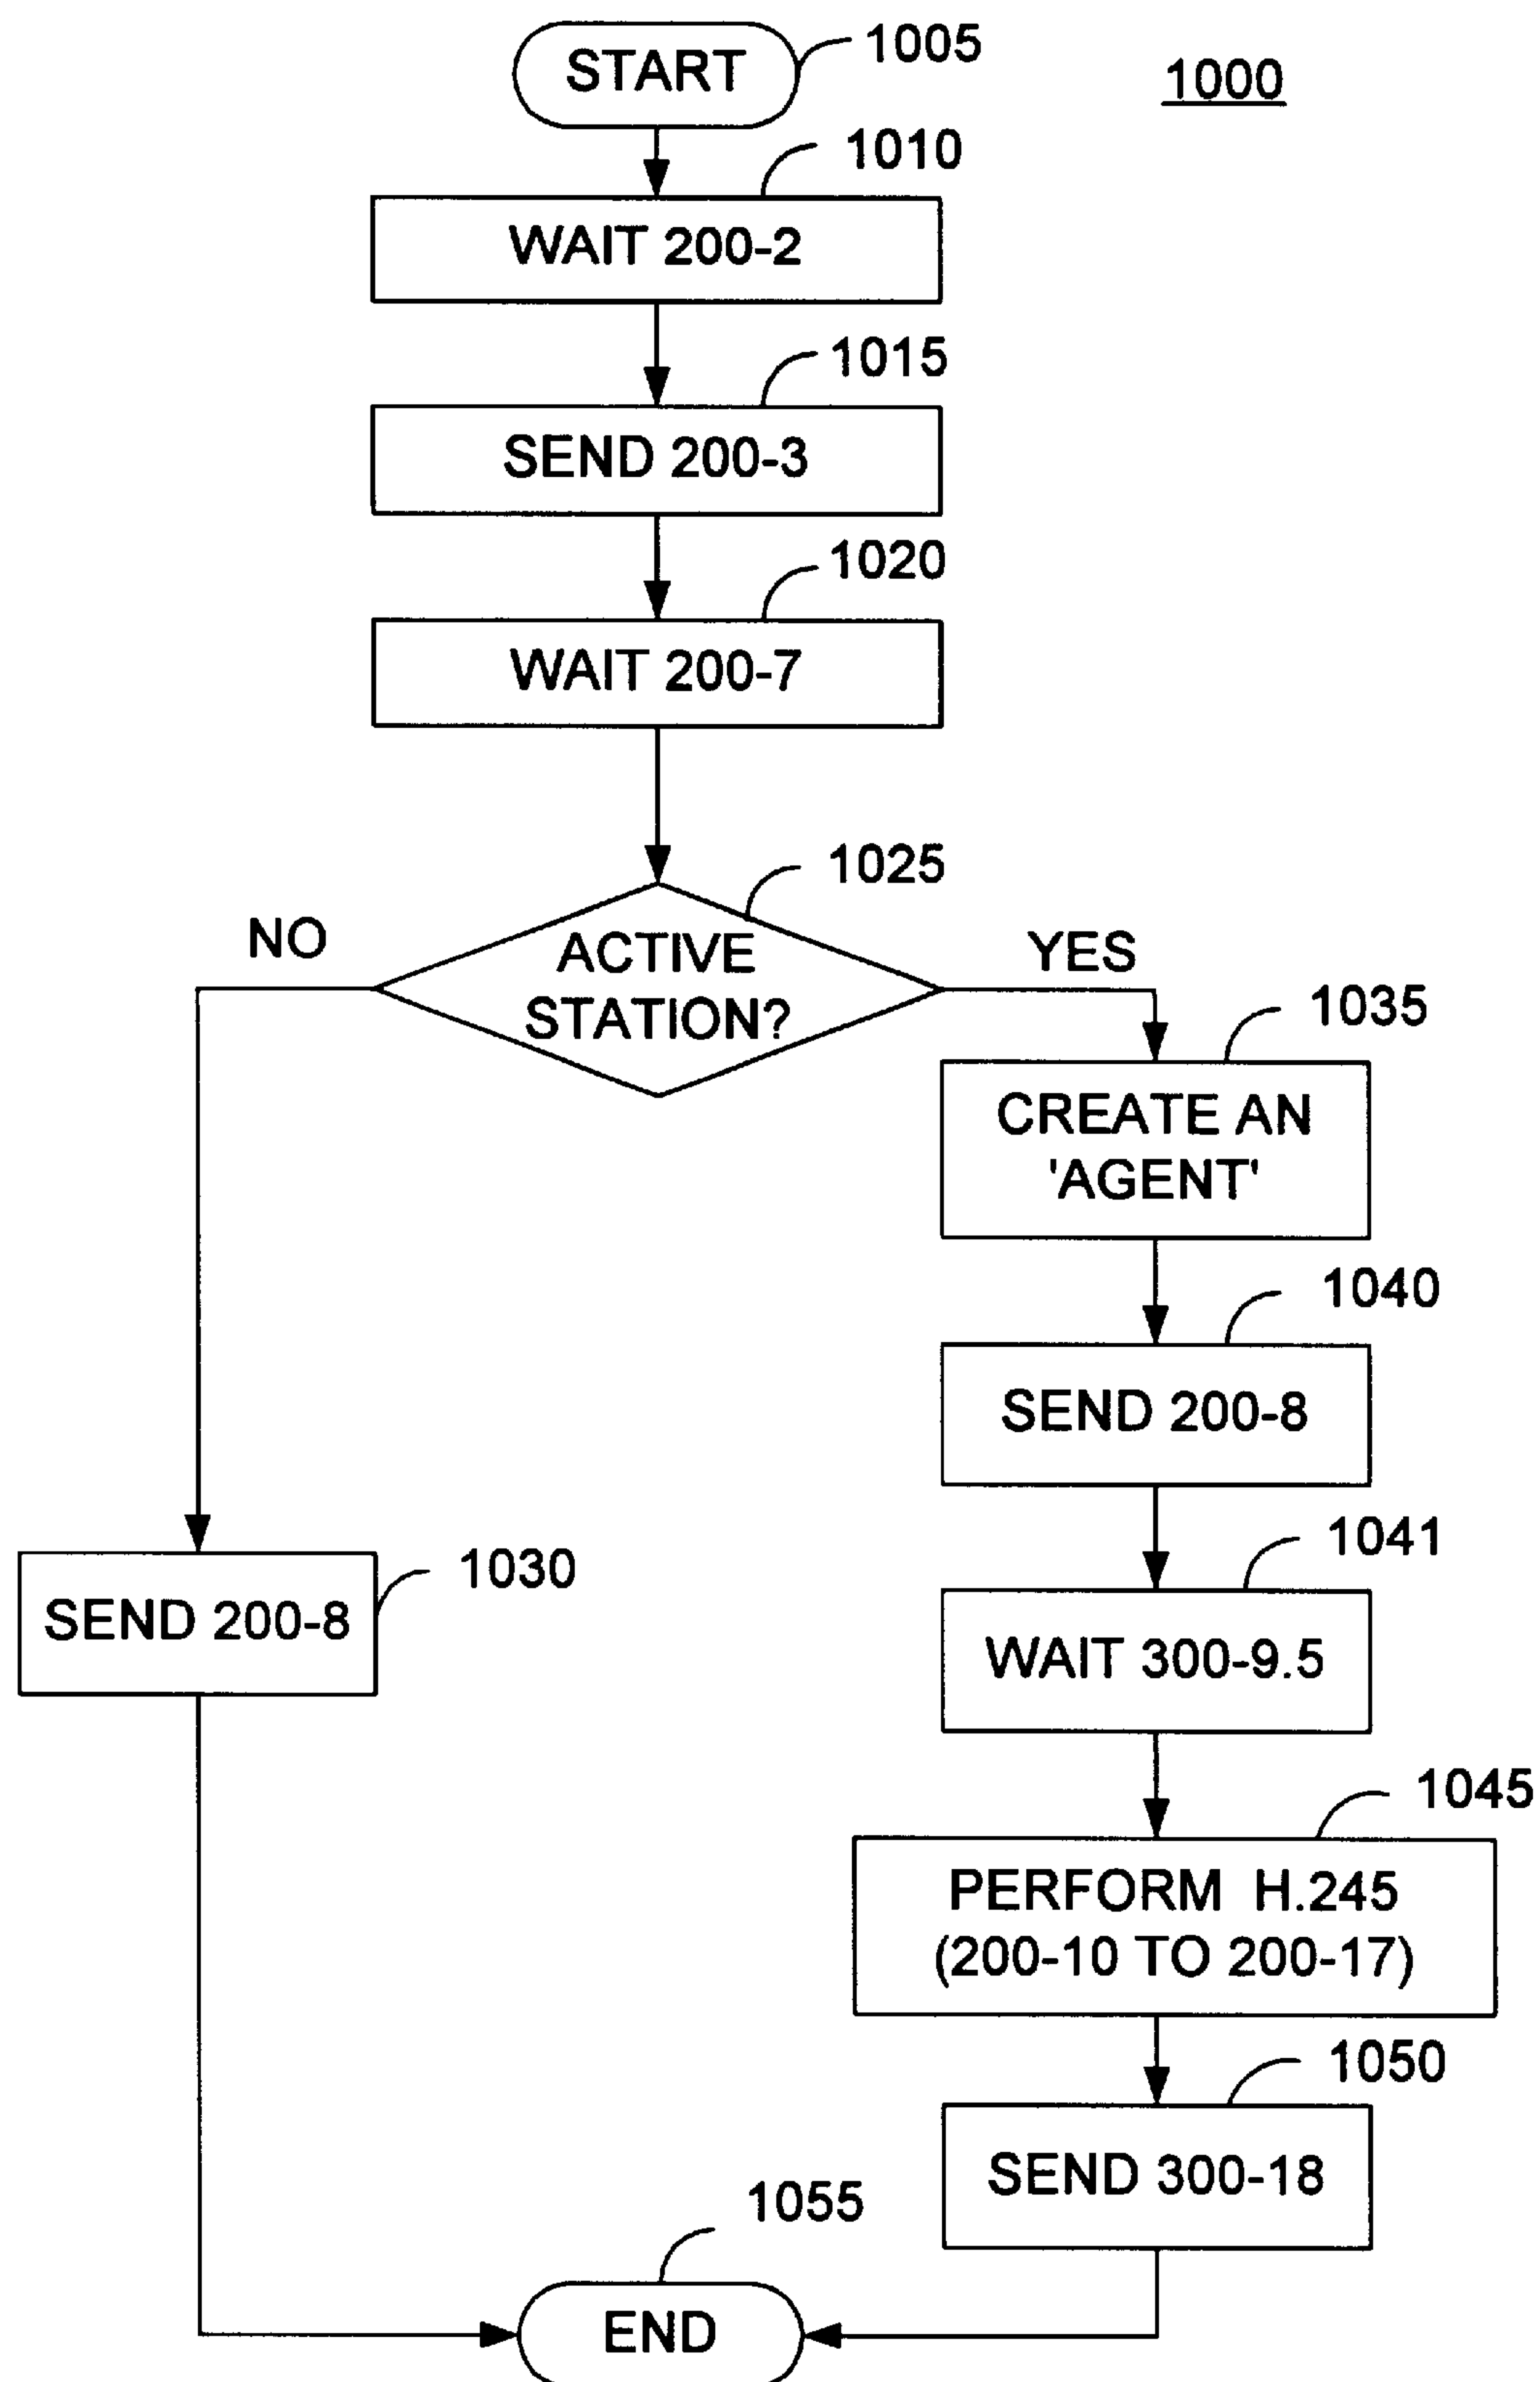 START
1005
1000
1010
WAIT 200-2
1015
SEND 200-3
1020
WAIT 200-7
1025
NO
ACTIVE
STATION?
YES
1035
CREATE AN
'AGENT'
1040
SEND 200-8
1041
WAIT 300-9.5
1030
SEND 200-8
1045
PERFORM H.245
(200-10 TO 200-17)
1050
SEND 300-18
1055
END